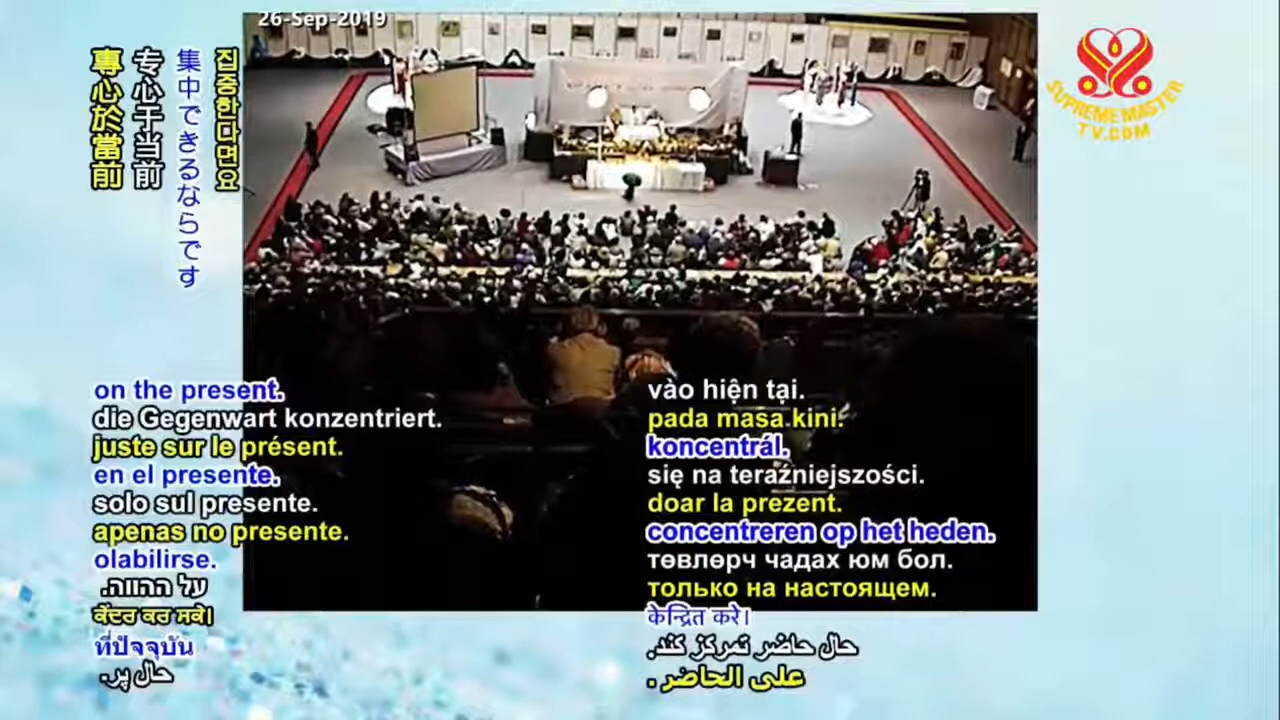 26-Sep-2019
SUPREME MASTER
TV.COM
專心於當前
专心于当前
集中できるならです
집중한다면요
on the present.
die Gegenwart konzentriert.
juste sur le présent.
en el presente.
solo sul presente.
apenas no presente.
olabilirse.
על ההווה.
ਕੇਂਦਰ ਕਰ ਸਕੇ।
ที่ปัจจุบัน
حال پر.
vào hiện tại.
pada masa kini.
koncentrál.
się na teraźniejszości.
doar la prezent.
concentreren op het heden.
төвлөрч чадах юм бол.
только на настоящем.
केन्द्रित करे।
حال حاضر تمرکز کند.
على الحاضر.